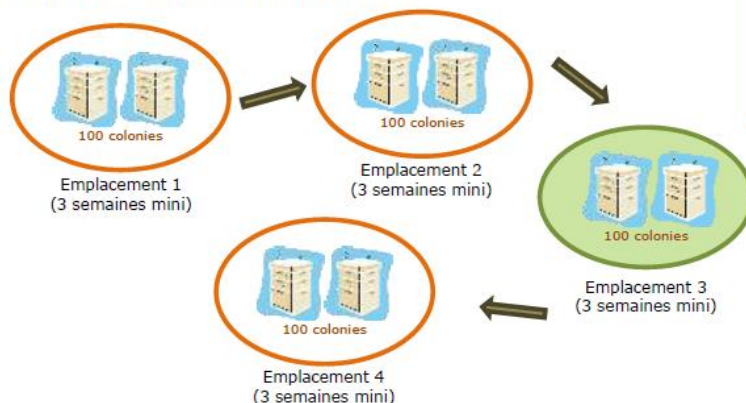 100 colonies
Emplacement 1
(3 semaines mini)
100 colonies
Emplacement 2
(3 semaines mini)
100 colonies
Emplacement 3
(3 semaines mini)
100 colonies
Emplacement 4
(3 semaines mini)